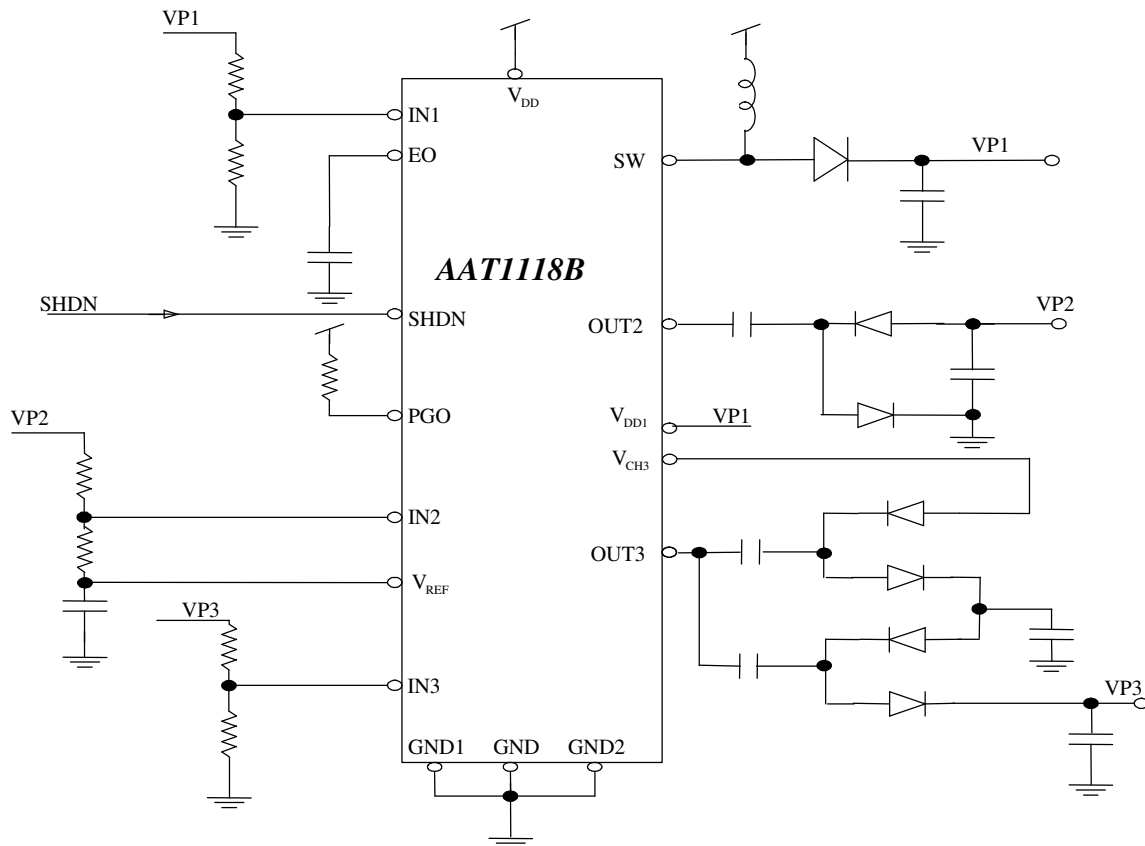 VP1
V_DD
IN1
EO
SW
VP1
AAT1118B
SHDN
SHDN
OUT2
VP2
PGO
V_DD1
VP1
VP2
V_CH3
IN2
OUT3
V_REF
VP3
IN3
VP3
GND1
GND
GND2